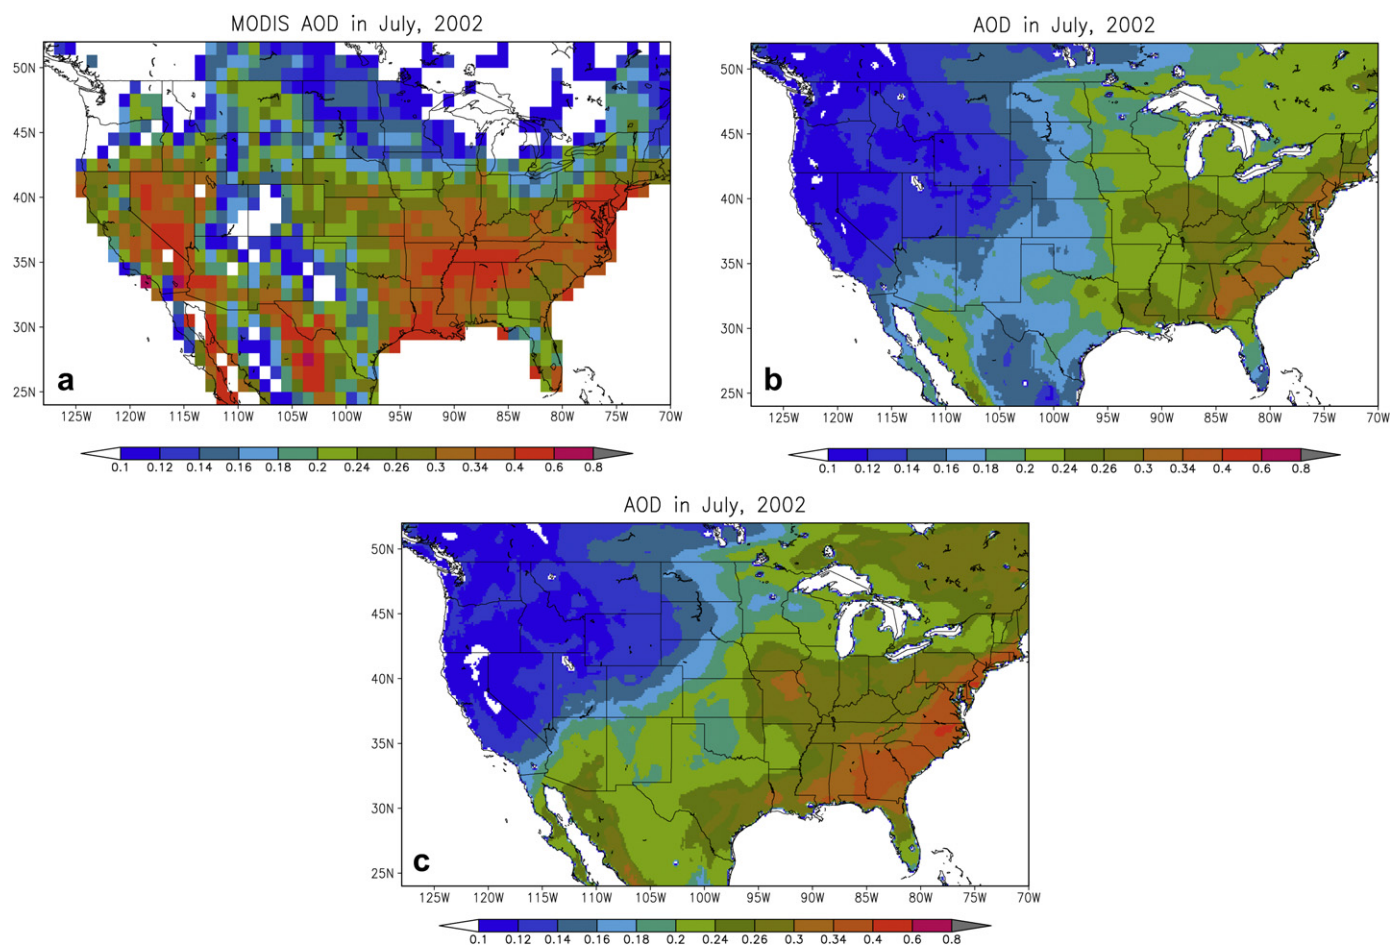 MODIS AOD in July, 2002
50N
45N
40N
35N
30N
25N
a
125W 120W 115W 110W 105W 100W 95W 90W 85W 80W 75W 70W
0.1 0.12 0.14 0.16 0.18 0.2 0.24 0.26 0.3 0.34 0.4 0.6 0.8
AOD in July, 2002
50N
45N
40N
35N
30N
25N
b
125W 120W 115W 110W 105W 100W 95W 90W 85W 80W 75W 70W
0.1 0.12 0.14 0.16 0.18 0.2 0.24 0.26 0.3 0.34 0.4 0.6 0.8
AOD in July, 2002
50N
45N
40N
35N
30N
25N
c
125W 120W 115W 110W 105W 100W 95W 90W 85W 80W 75W 70W
0.1 0.12 0.14 0.16 0.18 0.2 0.24 0.26 0.3 0.34 0.4 0.6 0.8